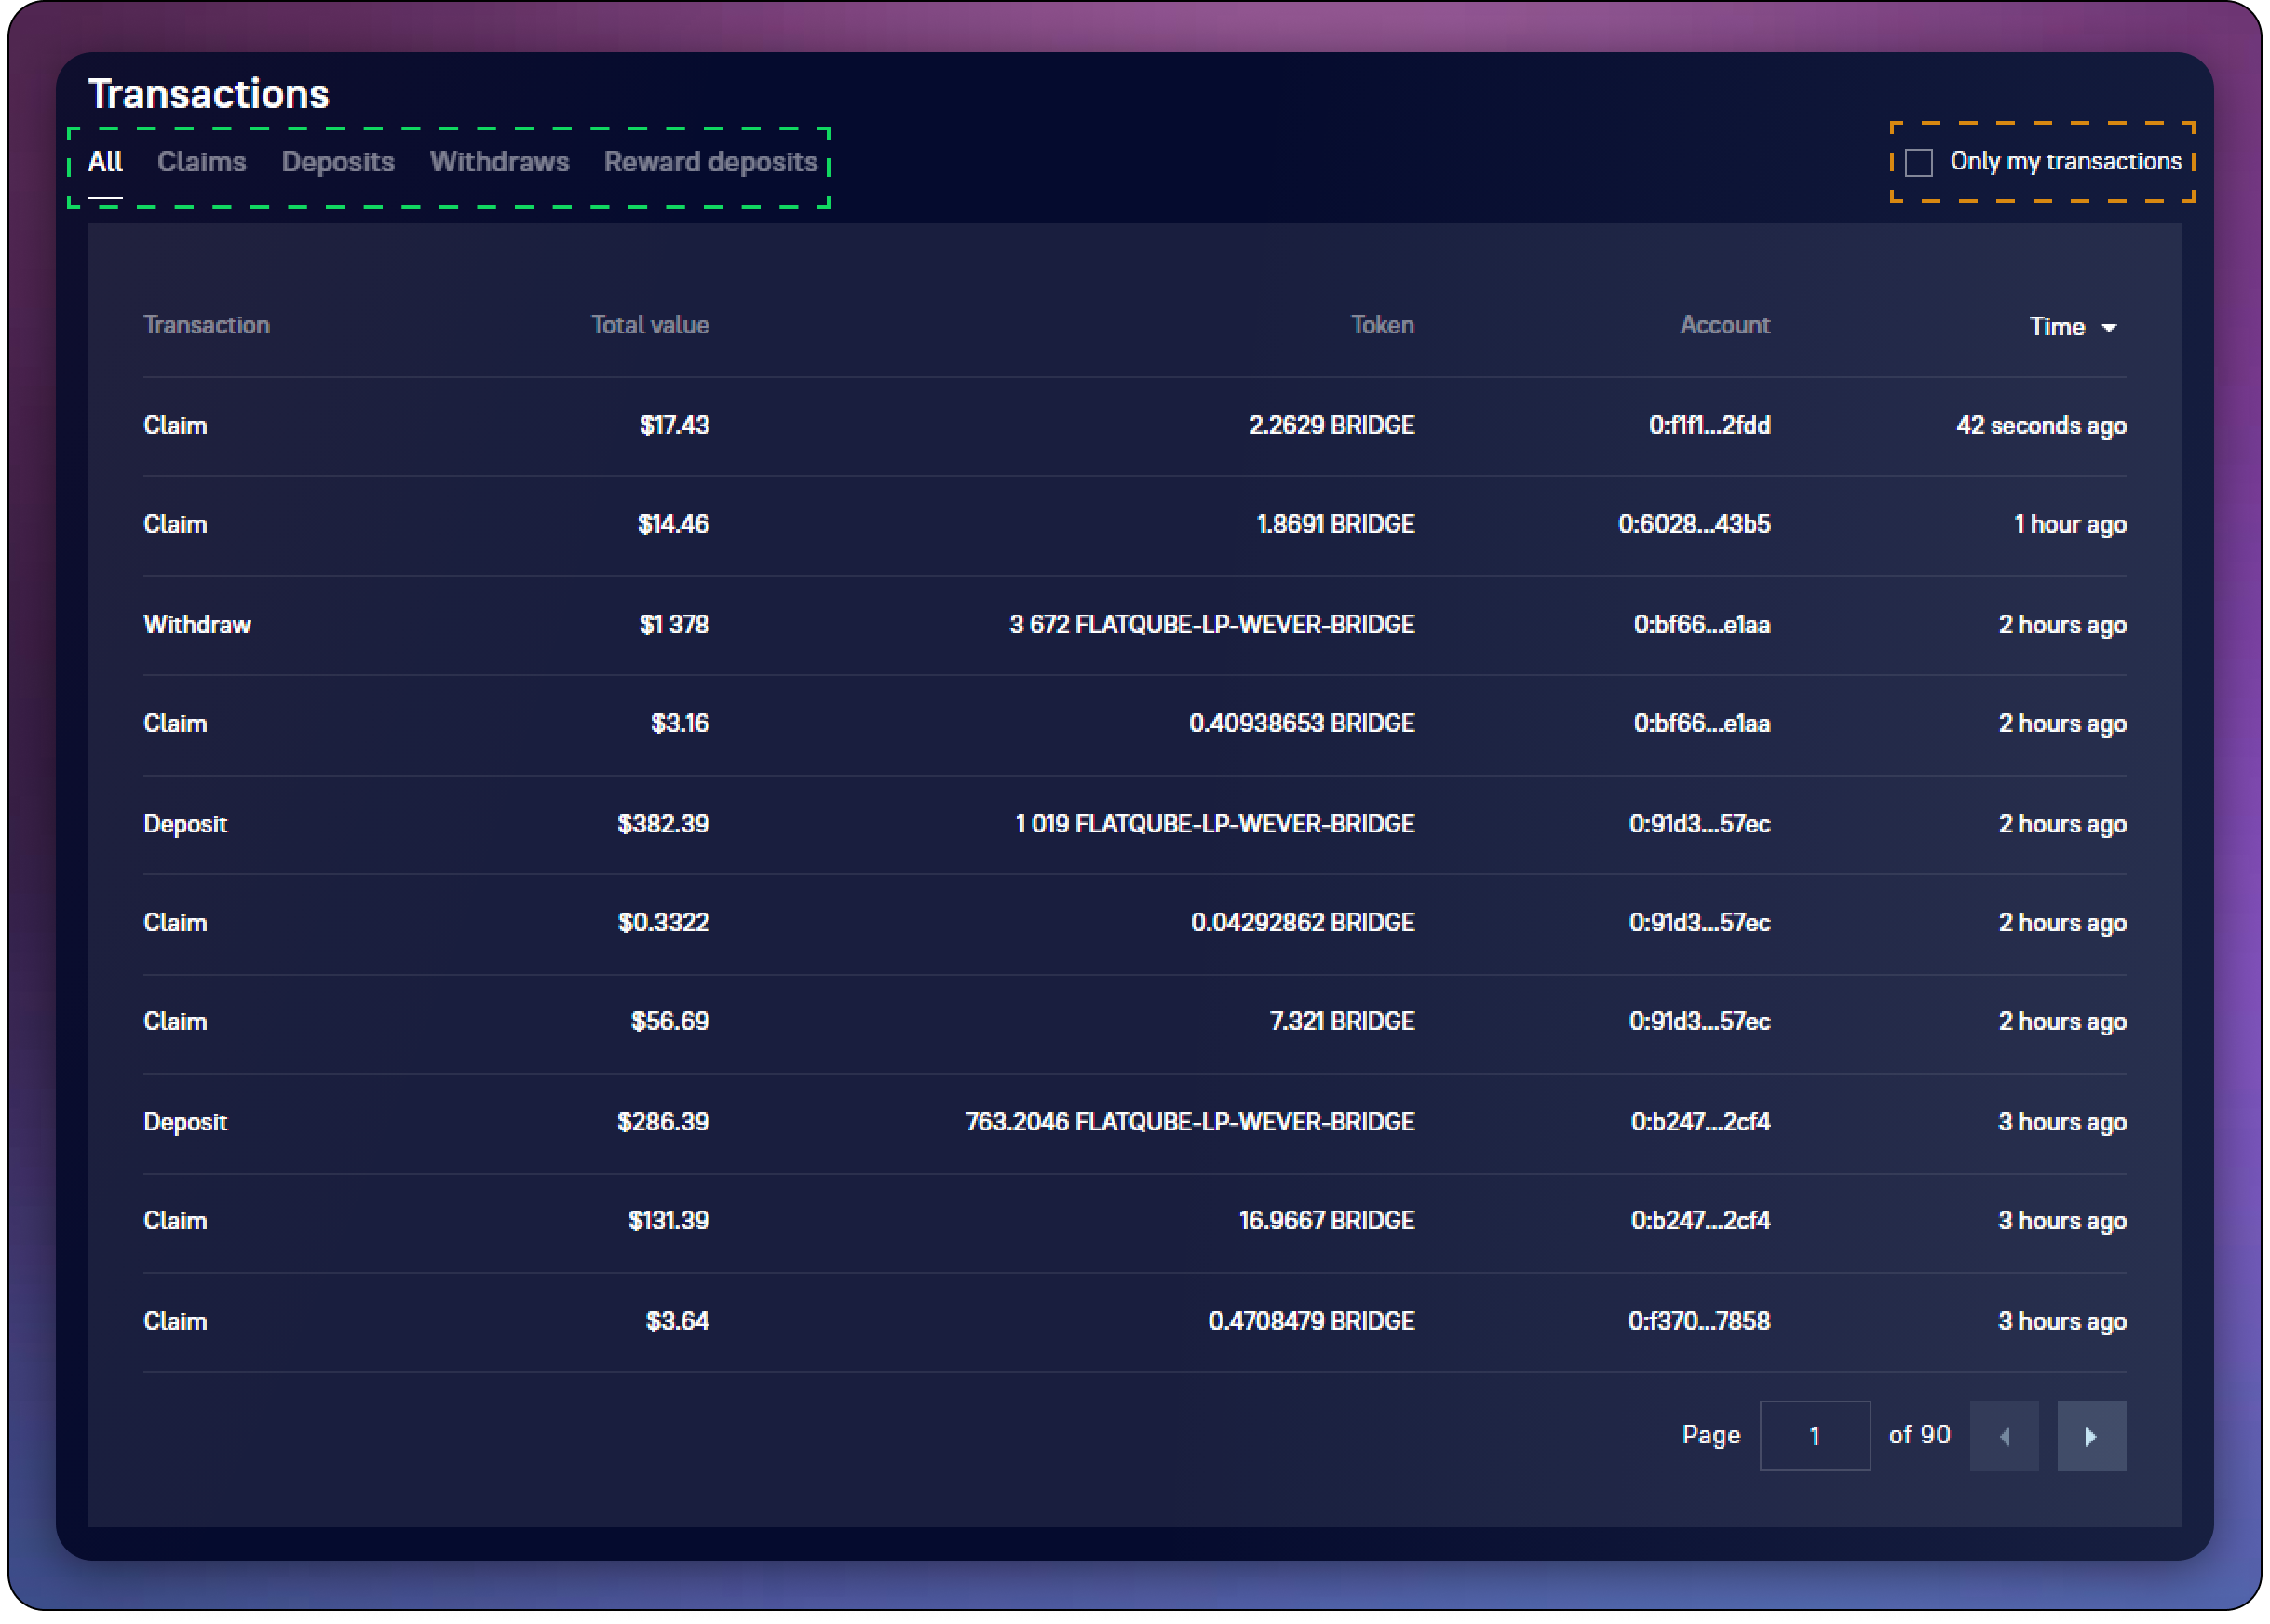 Transactions
All Claims Deposits Withdraws Reward deposits Only my transactions
Transaction Total value Token Account Time
Claim $17.43 2.2629 BRIDGE 0:f1f1...2fdd 42 seconds ago
Claim $14.46 1.8691 BRIDGE 0:6028...43b5 1 hour ago
Withdraw $1 378 3 672 FLATQUBE-LP-WEVER-BRIDGE 0:bf66...e1aa 2 hours ago
Claim $3.16 0.40938653 BRIDGE 0:bf66...e1aa 2 hours ago
Deposit $382.39 1 019 FLATQUBE-LP-WEVER-BRIDGE 0:91d3...57ec 2 hours ago
Claim $0.3322 0.04292862 BRIDGE 0:91d3...57ec 2 hours ago
Claim $56.69 7.321 BRIDGE 0:91d3...57ec 2 hours ago
Deposit $286.39 763.2046 FLATQUBE-LP-WEVER-BRIDGE 0:b247...2cf4 3 hours ago
Claim $131.39 16.9667 BRIDGE 0:b247...2cf4 3 hours ago
Claim $3.64 0.4708479 BRIDGE 0:f370...7858 3 hours ago
Page 1 of 90